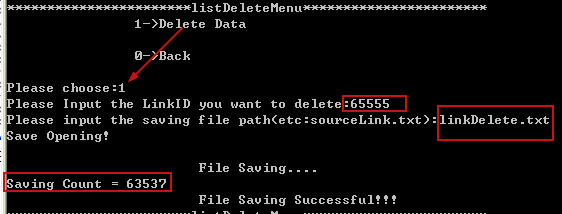 ***********************listDeleteMenu***********************
1->Delete Data
0->Back
Please choose:1
Please Input the LinkID you want to delete:65555
Please input the saving file path(etc:sourceLink.txt):linkDelete.txt
Save Opening!
File Saving....
Saving Count = 63537
File Saving Successful!!!